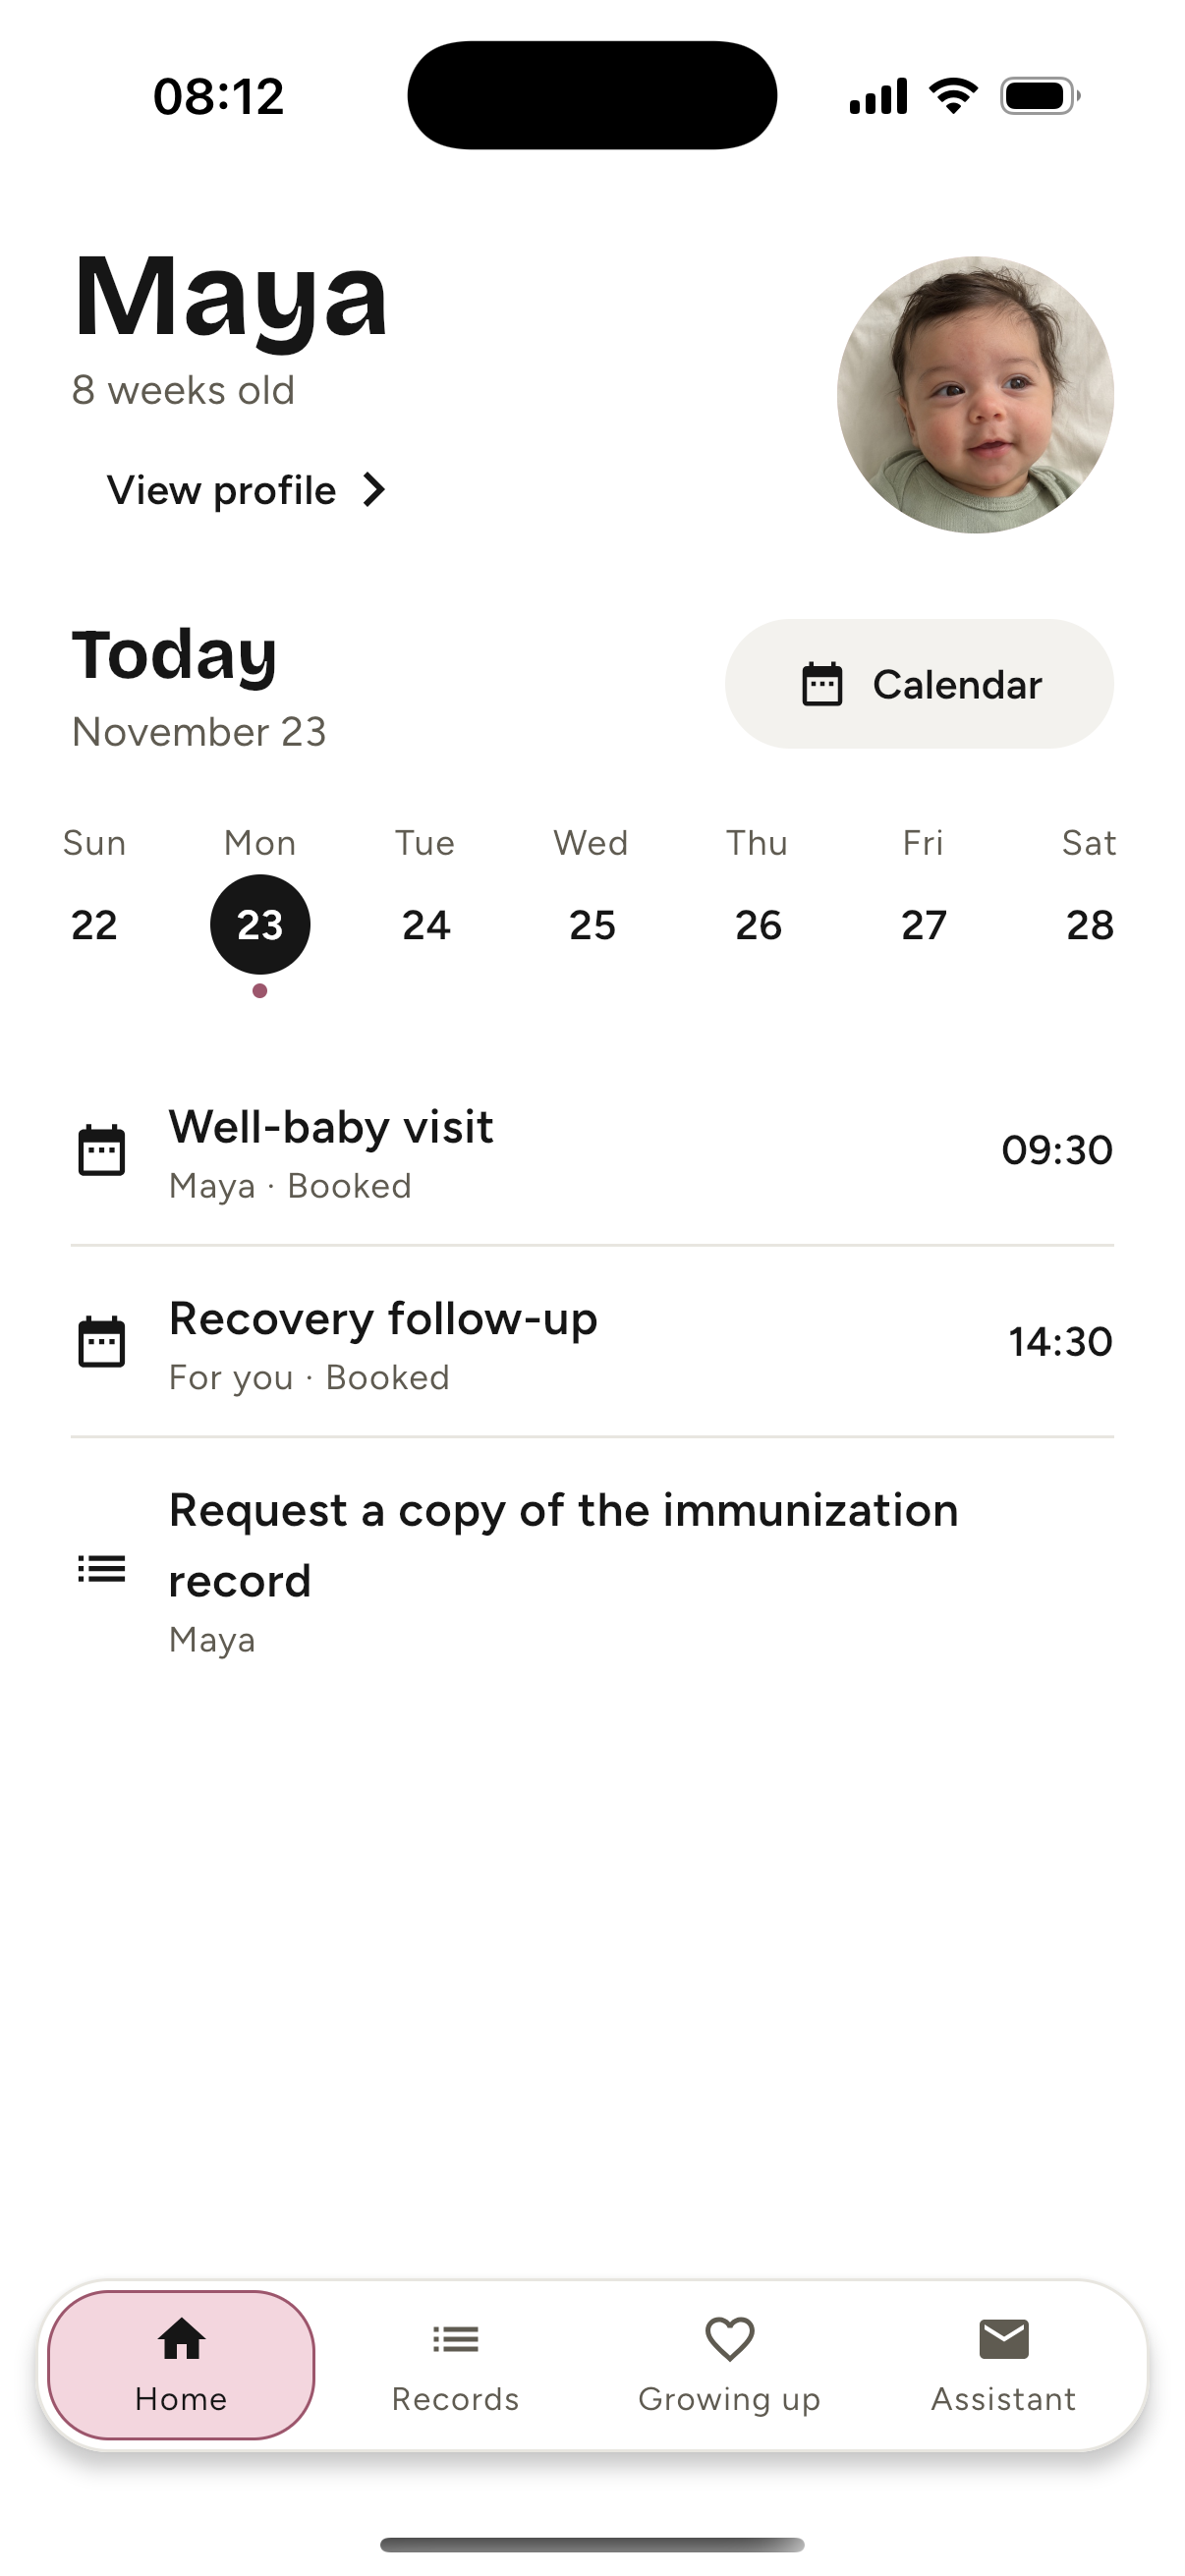 08:12
Maya
8 weeks old
View profile
Today
November 23
Calendar
Sun Mon Tue Wed Thu Fri Sat
22 23 24 25 26 27 28
Well-baby visit
Maya · Booked
09:30
Recovery follow-up
For you · Booked
14:30
Request a copy of the immunization
record
Maya
Home Records Growing up Assistant